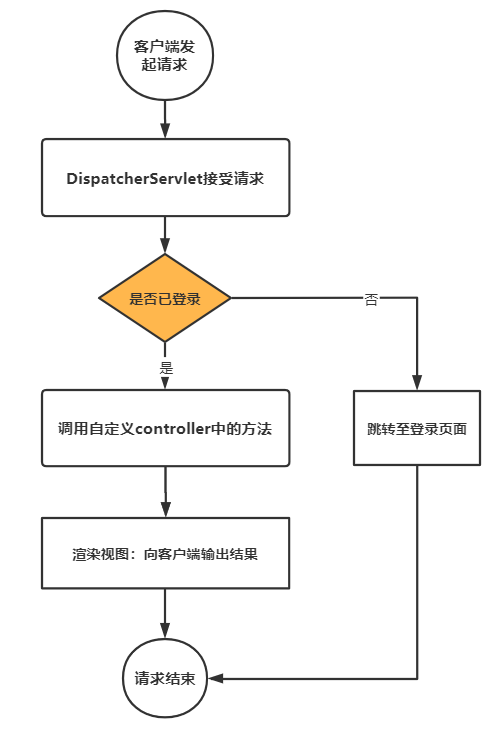 客户端发
起请求
DispatcherServlet接受请求
是否已登录
否
是
调用自定义controller中的方法
跳转至登录页面
渲染视图：向客户端输出结果
请求结束